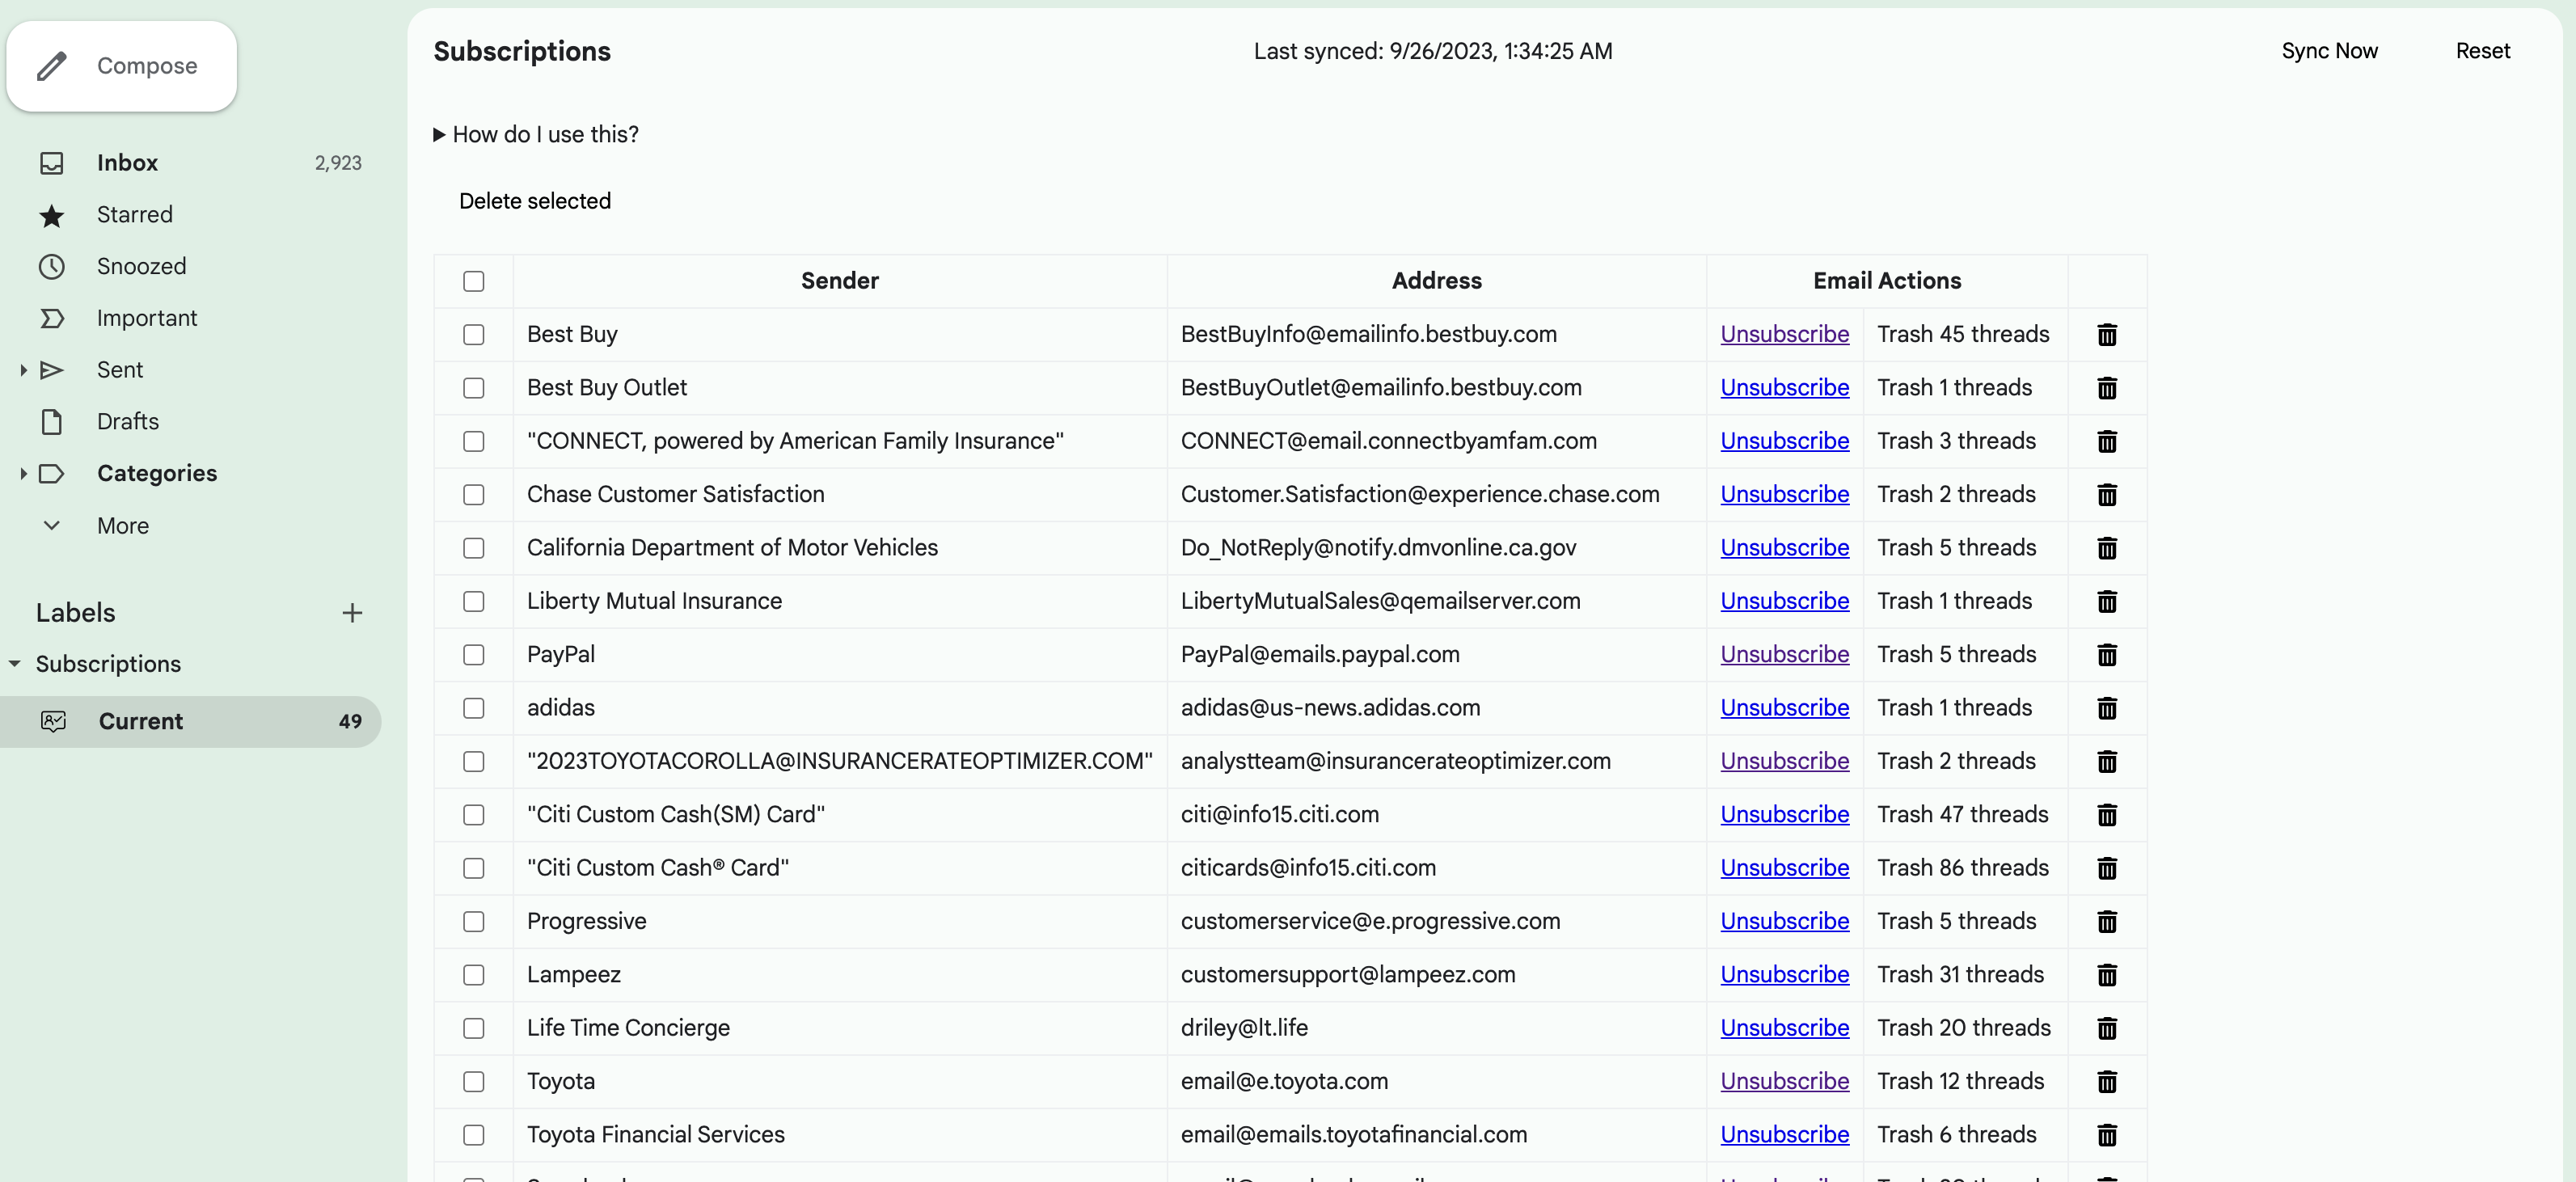 Compose
Inbox 2,923
Starred
Snoozed
Important
Sent
Drafts
Categories
More
Labels
Subscriptions
Current 49
Subscriptions Last synced: 9/26/2023, 1:34:25 AM Sync Now Reset
How do I use this?
Delete selected
Sender Address Email Actions
Best Buy BestBuyInfo@emailinfo.bestbuy.com Unsubscribe Trash 45 threads
Best Buy Outlet BestBuyOutlet@emailinfo.bestbuy.com Unsubscribe Trash 1 threads
"CONNECT, powered by American Family Insurance" CONNECT@email.connectbyamfam.com Unsubscribe Trash 3 threads
Chase Customer Satisfaction Customer.Satisfaction@experience.chase.com Unsubscribe Trash 2 threads
California Department of Motor Vehicles Do_NotReply@notify.dmvonline.ca.gov Unsubscribe Trash 5 threads
Liberty Mutual Insurance LibertyMutualSales@qemailserver.com Unsubscribe Trash 1 threads
PayPal PayPal@emails.paypal.com Unsubscribe Trash 5 threads
adidas adidas@us-news.adidas.com Unsubscribe Trash 1 threads
"2023TOYOTACOROLLA@INSURANCERATEOPTIMIZER.COM" analystteam@insurancerateoptimizer.com Unsubscribe Trash 2 threads
"Citi Custom Cash(SM) Card" citi@info15.citi.com Unsubscribe Trash 47 threads
"Citi Custom Cash® Card" citicards@info15.citi.com Unsubscribe Trash 86 threads
Progressive customerservice@e.progressive.com Unsubscribe Trash 5 threads
Lampeez customersupport@lampeez.com Unsubscribe Trash 31 threads
Life Time Concierge driley@lt.life Unsubscribe Trash 20 threads
Toyota email@e.toyota.com Unsubscribe Trash 12 threads
Toyota Financial Services email@emails.toyotafinancial.com Unsubscribe Trash 6 threads